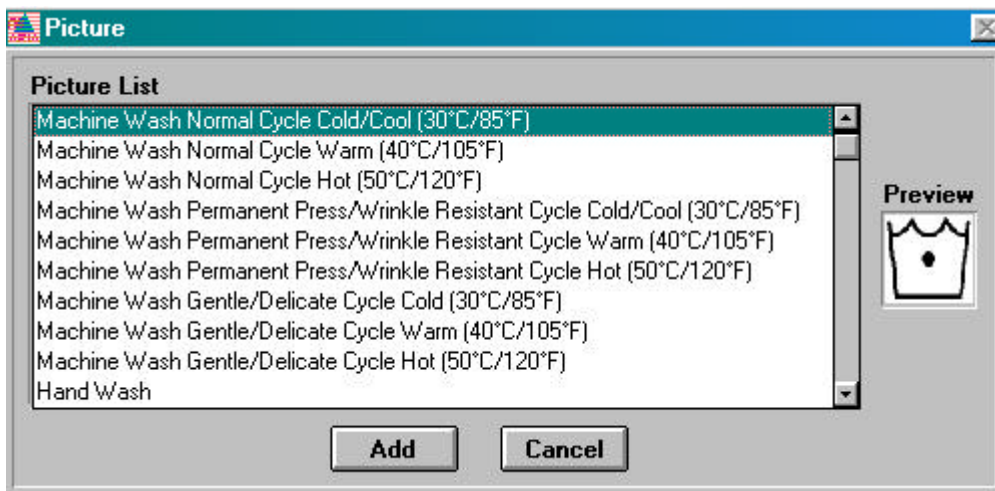 Picture
Picture List
Machine Wash Normal Cycle Cold/Cool (30°C/85°F)
Machine Wash Normal Cycle Warm (40°C/105°F)
Machine Wash Normal Cycle Hot (50°C/120°F)
Machine Wash Permanent Press/Wrinkle Resistant Cycle Cold/Cool (30°C/85°F)
Machine Wash Permanent Press/Wrinkle Resistant Cycle Warm (40°C/105°F)
Machine Wash Permanent Press/Wrinkle Resistant Cycle Hot (50°C/120°F)
Machine Wash Gentle/Delicate Cycle Cold (30°C/85°F)
Machine Wash Gentle/Delicate Cycle Warm (40°C/105°F)
Machine Wash Gentle/Delicate Cycle Hot (50°C/120°F)
Hand Wash
Preview
Add
Cancel